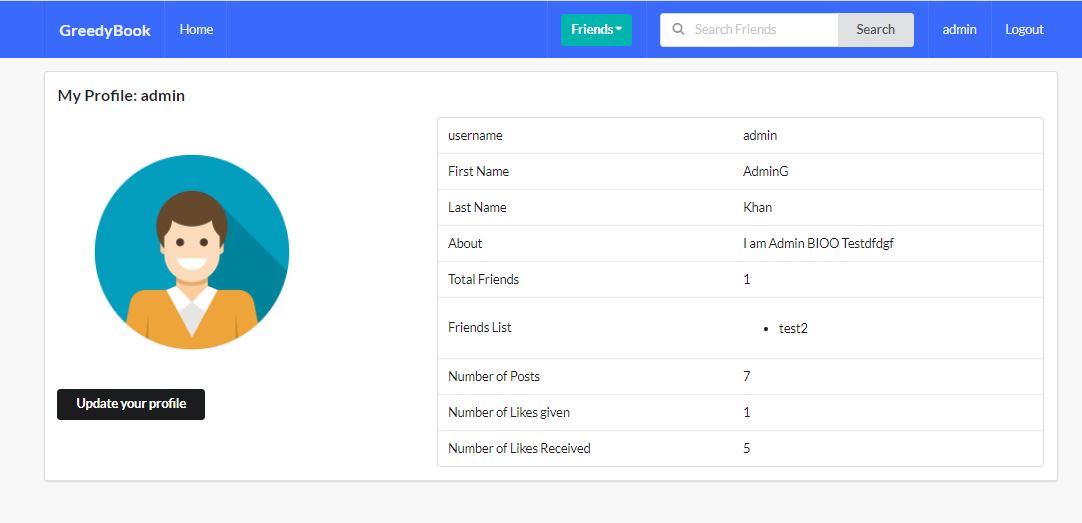 GreedyBook Home Friends Search Friends Search admin Logout
My Profile: admin
username admin
First Name AdminG
Last Name Khan
About I am Admin BIOO Testdfdgf
Total Friends 1
Friends List • test2
Number of Posts 7
Update your profile
Number of Likes given 1
Number of Likes Received 5